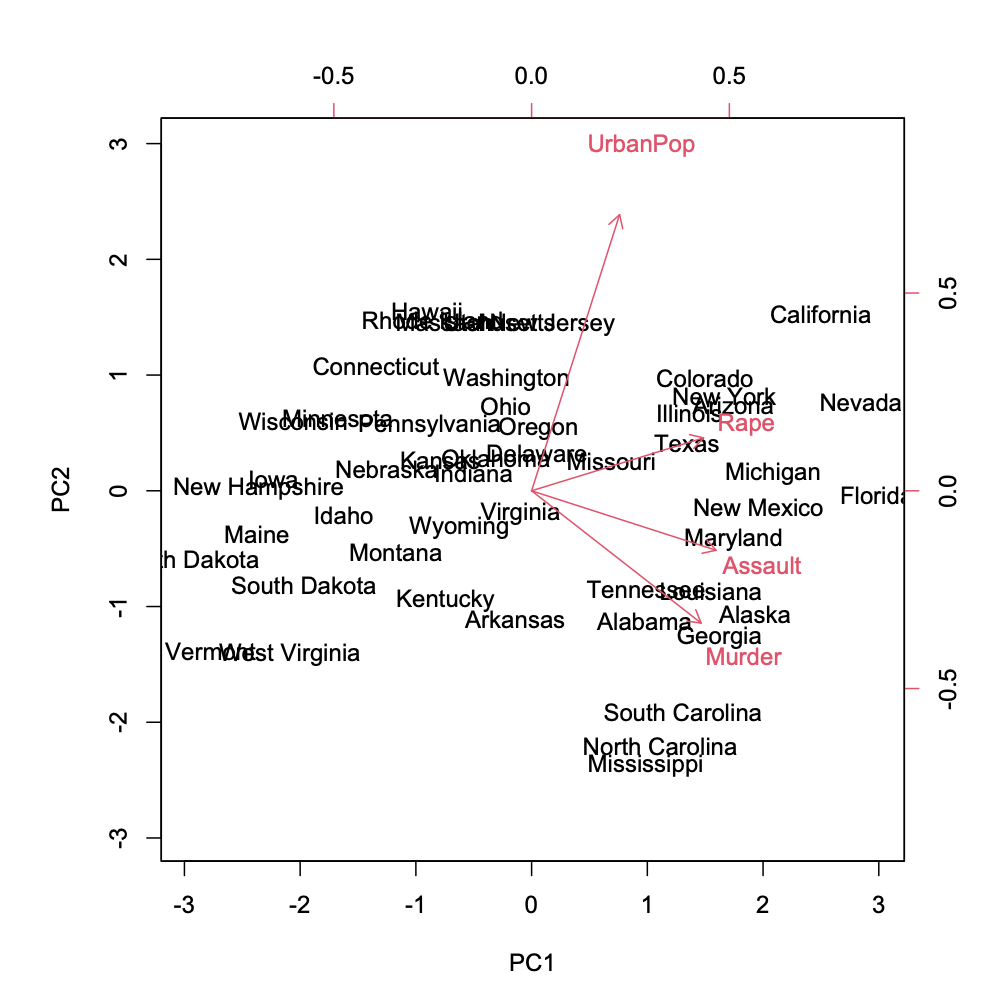 -0.5 0.0 0.5
3
UrbanPop
2
0.5
Hawaii
California
Rhode Island Massachusetts Utah New Jersey
Connecticut
Washington
Colorado
1
New York
Nevada
Ohio
Arizona
Illinois
Wisconsin Minnesota Pennsylvania Oregon
Rape
Texas
Delaware
Kansas Oklahoma Missouri
Nebraska Indiana
Michigan
Iowa
New Hampshire
Florida
PC2
0
0.0
Idaho
Virginia
New Mexico
Wyoming
Maine
Maryland
Montana
th Dakota
Assault
South Dakota
Tennessee Louisiana
Kentucky
-1
Arkansas
Alabama
Alaska
Georgia
Vermont West Virginia
Murder
-0.5
South Carolina
-2
North Carolina
Mississippi
-3
-3 -2 -1 0 1 2 3
PC1